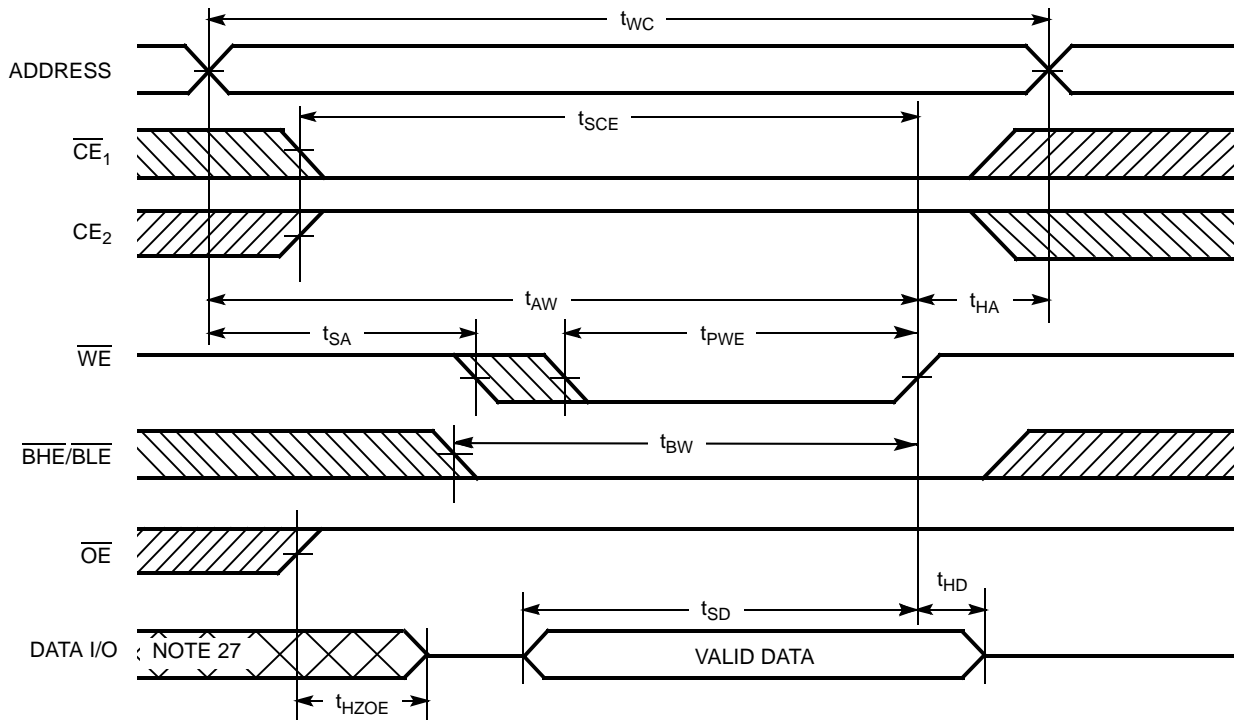 tWC
ADDRESS
tSCE
CE1
CE2
tAW
tHA
tSA
tPWE
WE
tBW
BHE/BLE
OE
tHD
tSD
DATA I/O
NOTE 27
VALID DATA
tHZOE